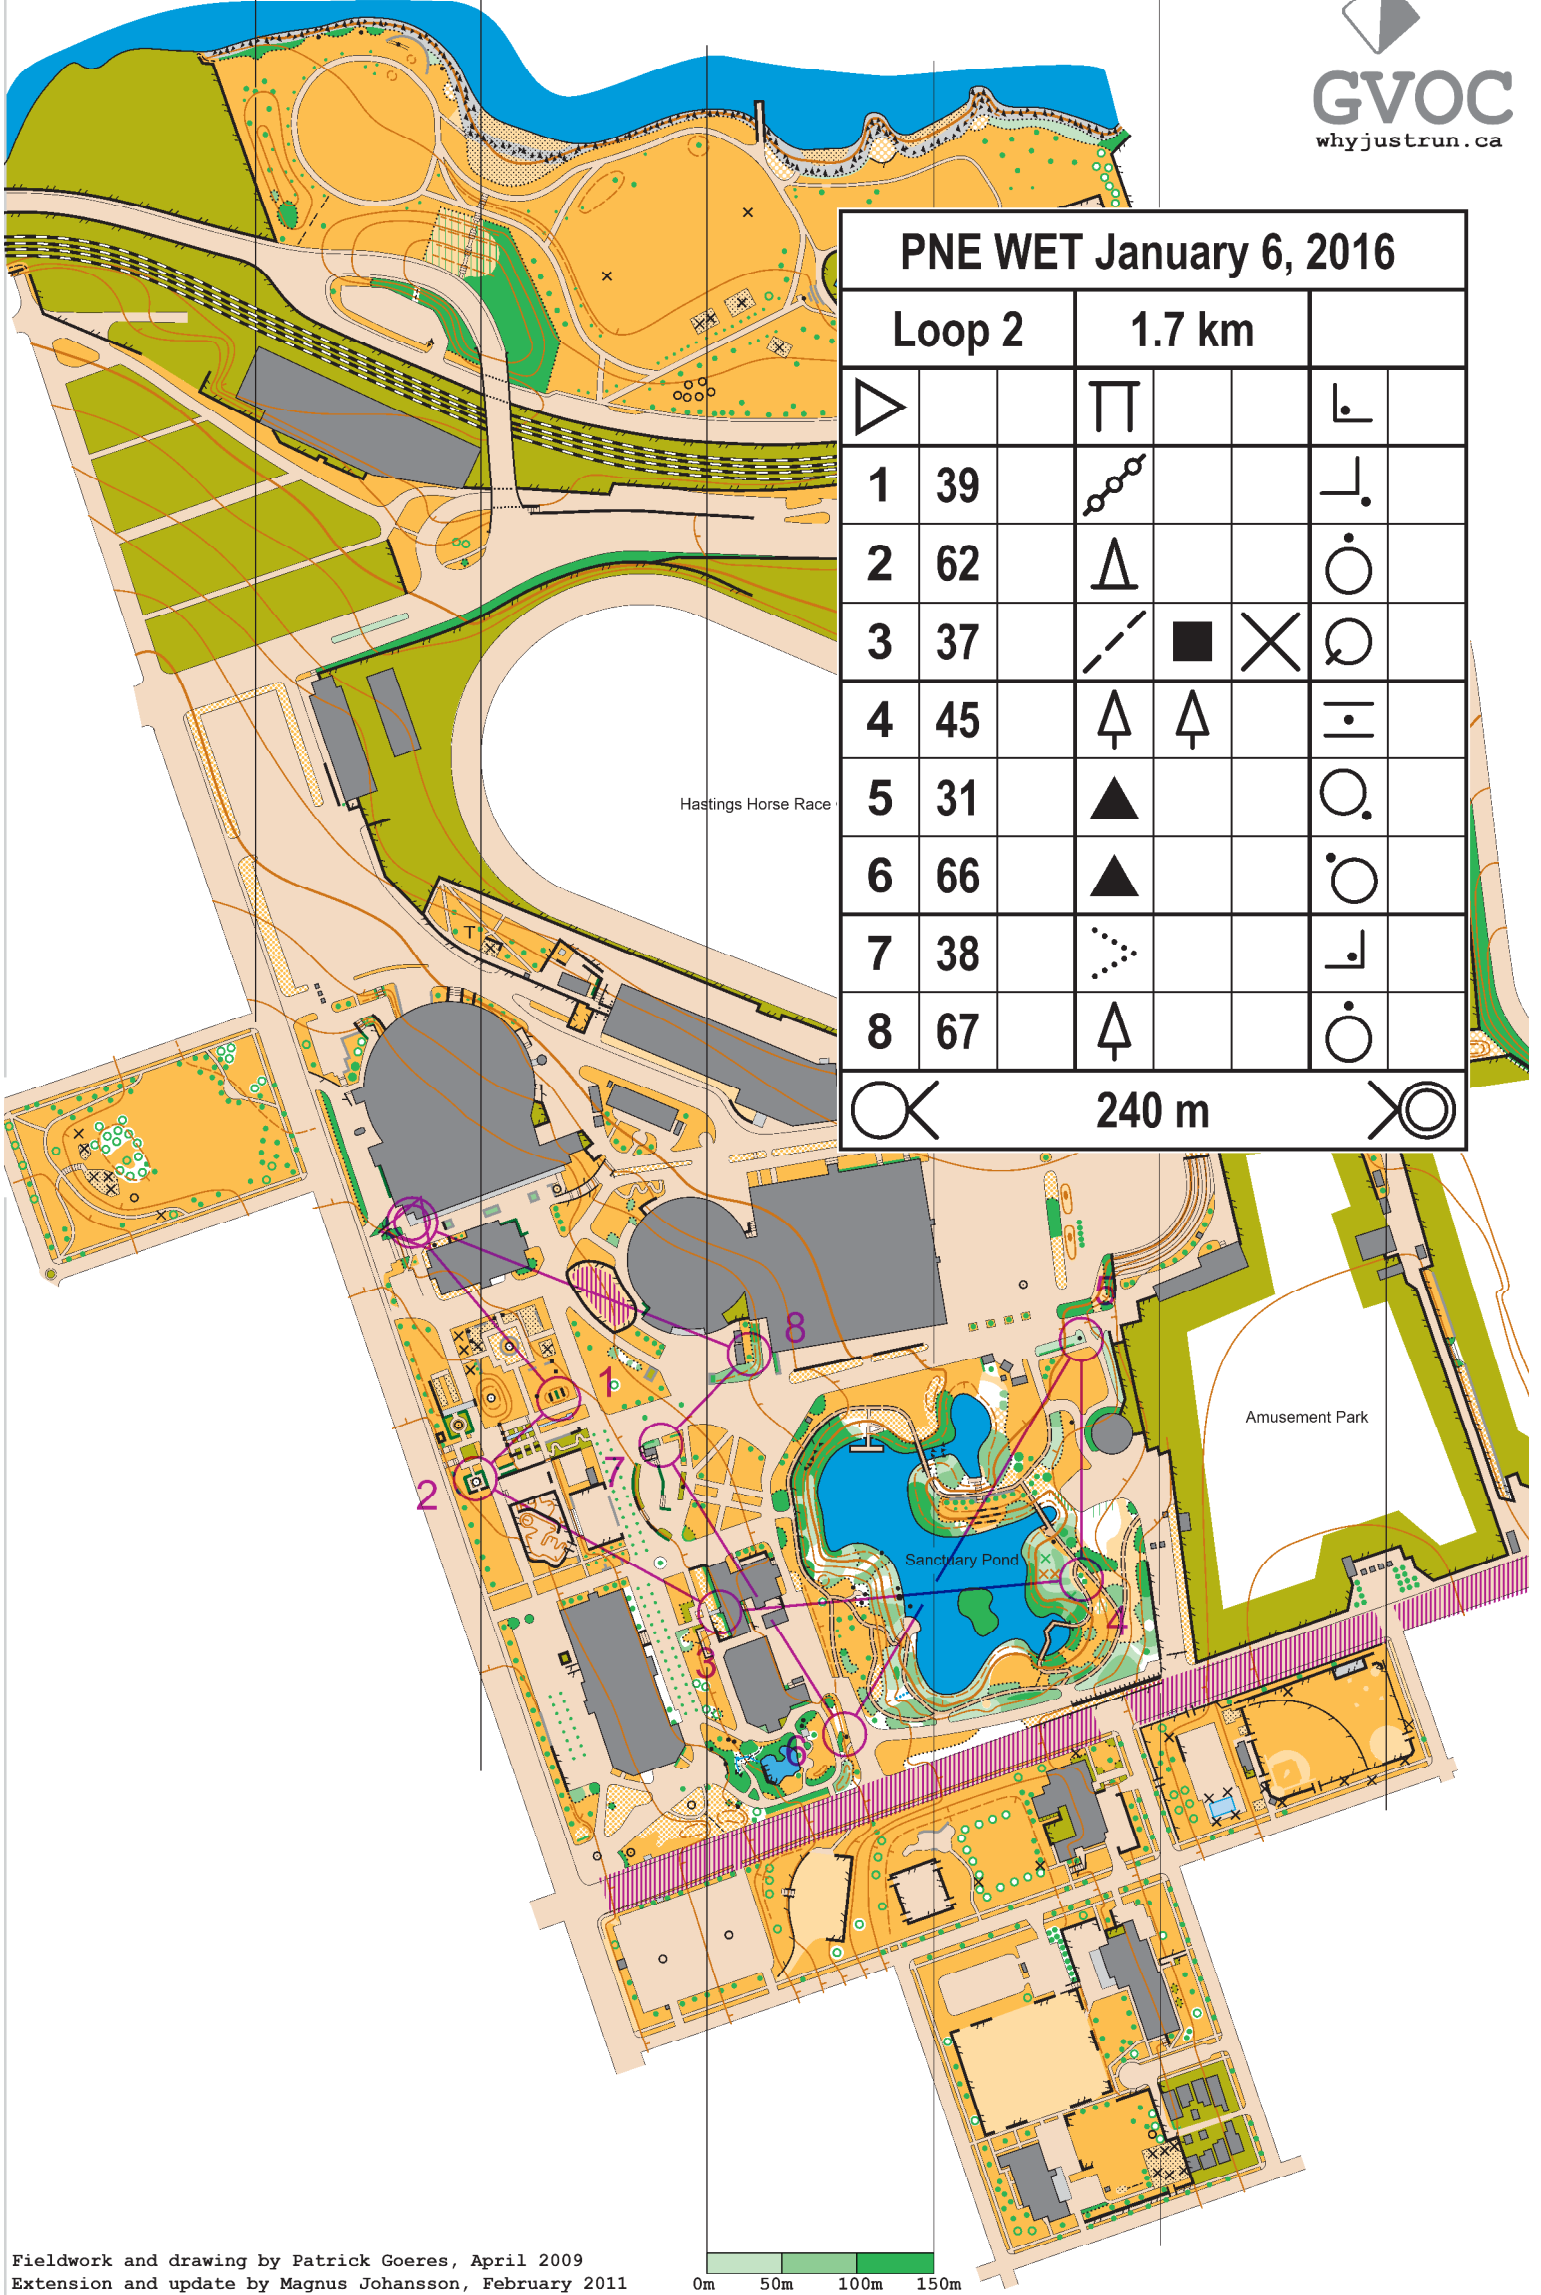 GVOC
whyjustrun.ca
PNE WET January 6, 2016
Loop 2 1.7 km
1 39
2 62
3 37
4 45
5 31
6 66
7 38
8 67
240 m
Hastings Horse Race
T
5
8
1
Amusement Park
7
2
Sanctuary Pond
4
3
6
Fieldwork and drawing by Patrick Goeres, April 2009
Extension and update by Magnus Johansson, February 2011
0m 50m 100m 150m